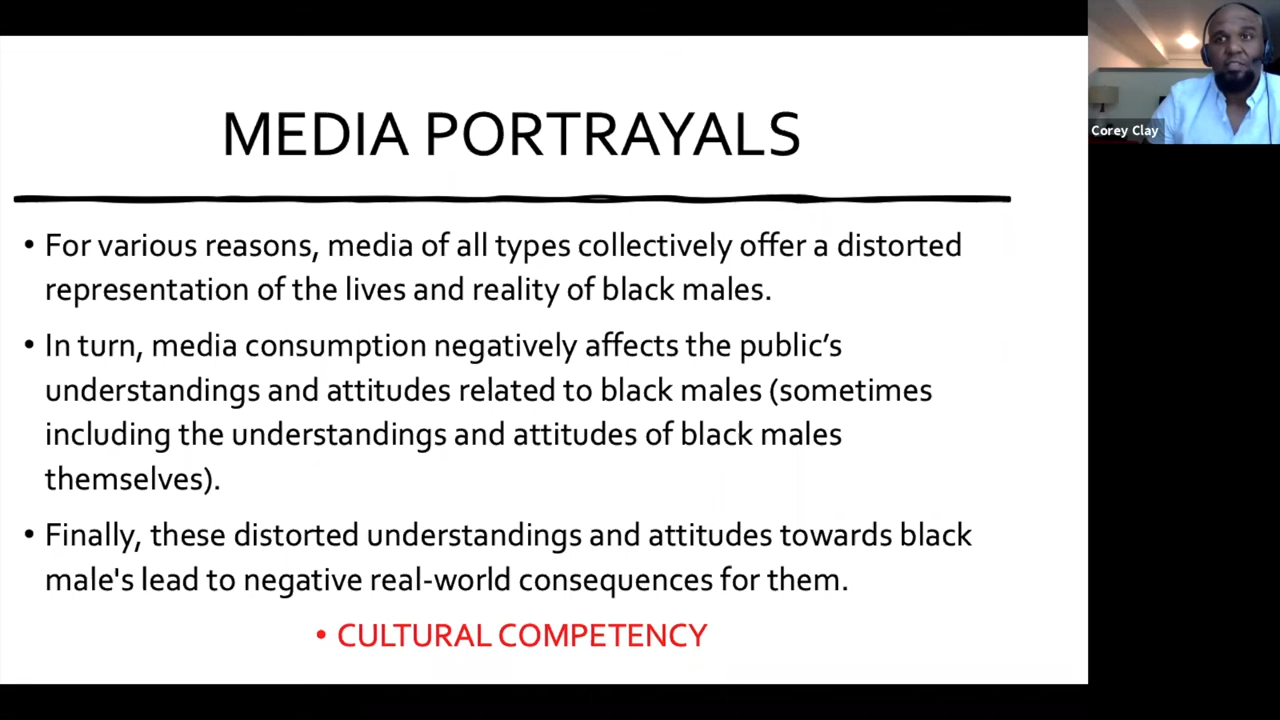 MEDIA PORTRAYALS
• For various reasons, media of all types collectively offer a distorted
representation of the lives and reality of black males.
• In turn, media consumption negatively affects the public’s
understandings and attitudes related to black males (sometimes
including the understandings and attitudes of black males
themselves).
• Finally, these distorted understandings and attitudes towards black
male's lead to negative real-world consequences for them.
• CULTURAL COMPETENCY
Corey Clay